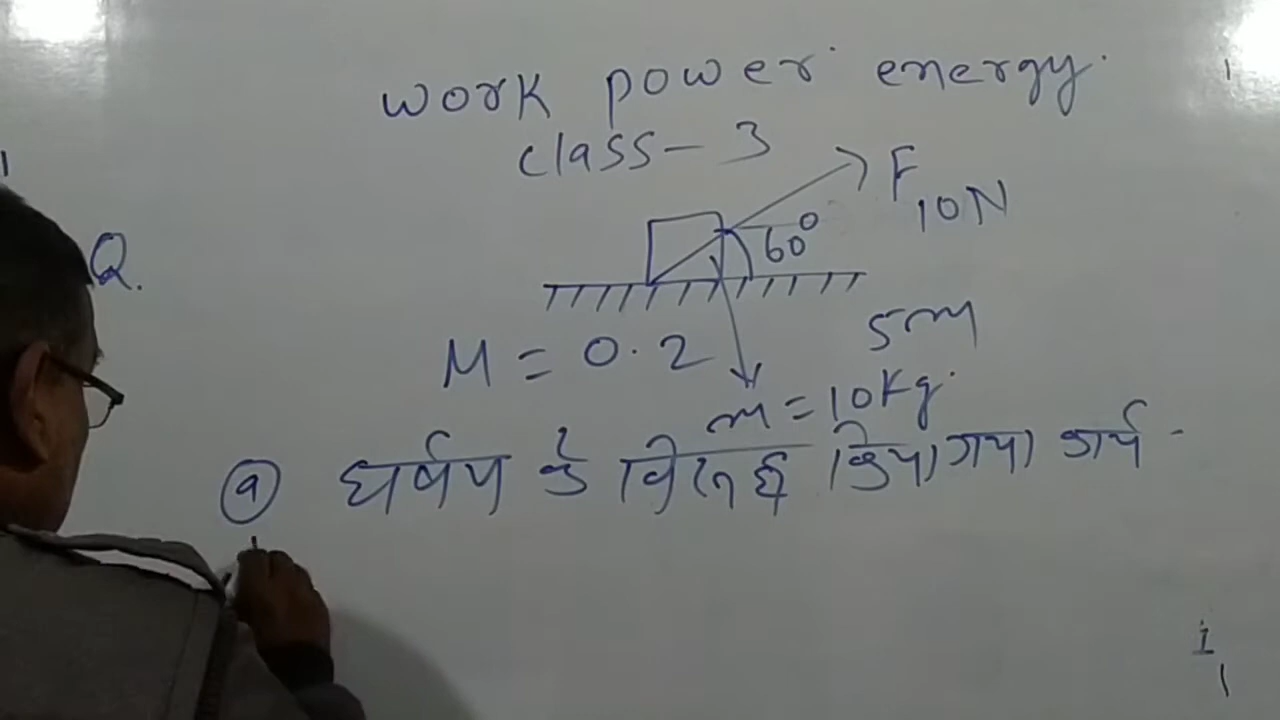 work power energy.
class - 3
F
10N
60°
Q.
M = 0.2
5m
m = 10kg.
(a) घर्षण के विरुद्ध किया गया कार्य -